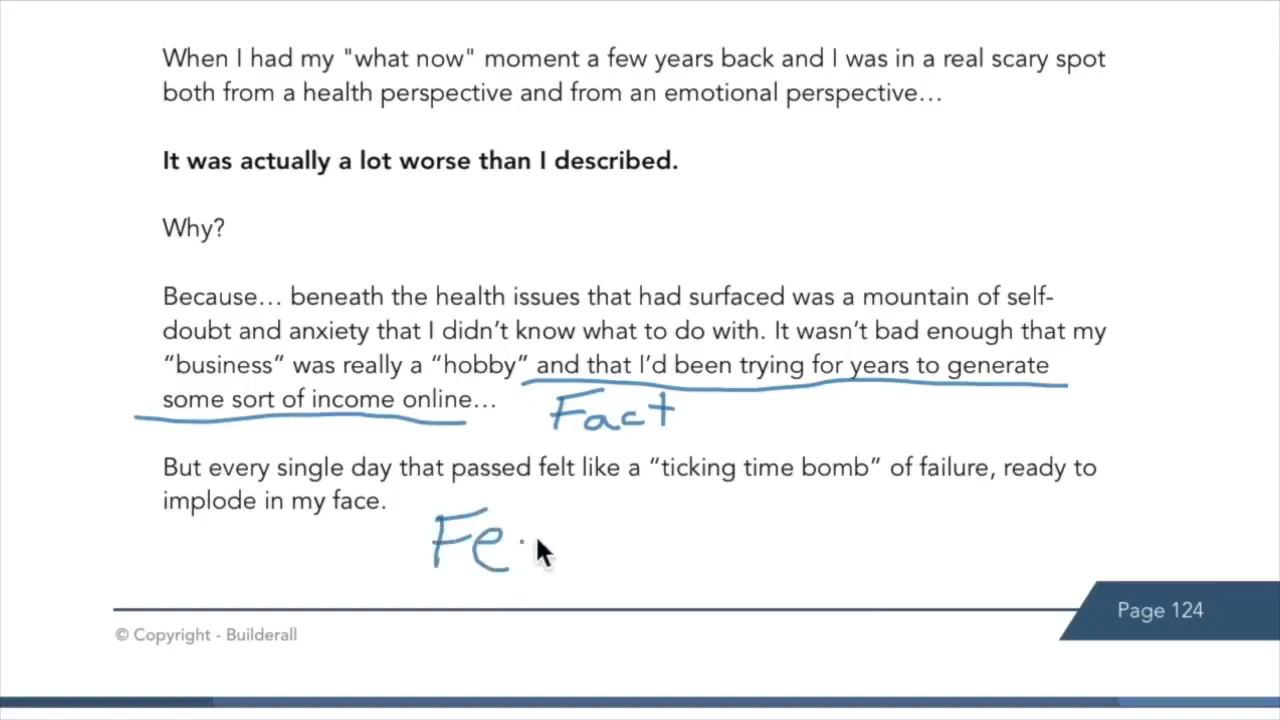 When I had my "what now" moment a few years back and I was in a real scary spot
both from a health perspective and from an emotional perspective…
It was actually a lot worse than I described.
Why?
Because… beneath the health issues that had surfaced was a mountain of self-
doubt and anxiety that I didn’t know what to do with. It wasn’t bad enough that my
“business” was really a “hobby” and that I’d been trying for years to generate
some sort of income online…
Fact
But every single day that passed felt like a “ticking time bomb” of failure, ready to
implode in my face.
Fe
Page 124
© Copyright - Builderall